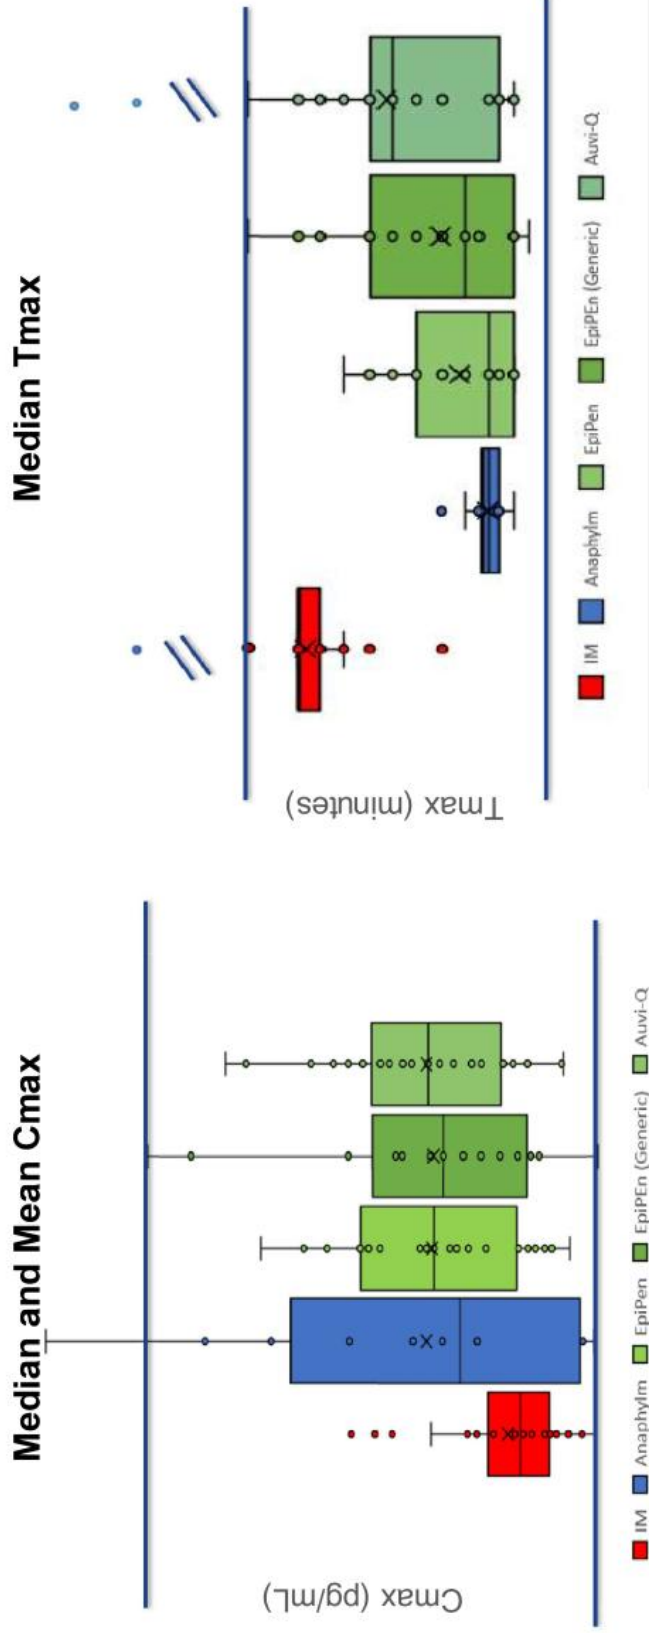 Median and Mean Cmax
Cmax (pg/mL)
IM Anaphylm EpiPen EpiPEn (Generic) Auvi-Q
Median Tmax
Tmax (minutes)
IM Anaphylm EpiPen EpiPEn (Generic) Auvi-Q